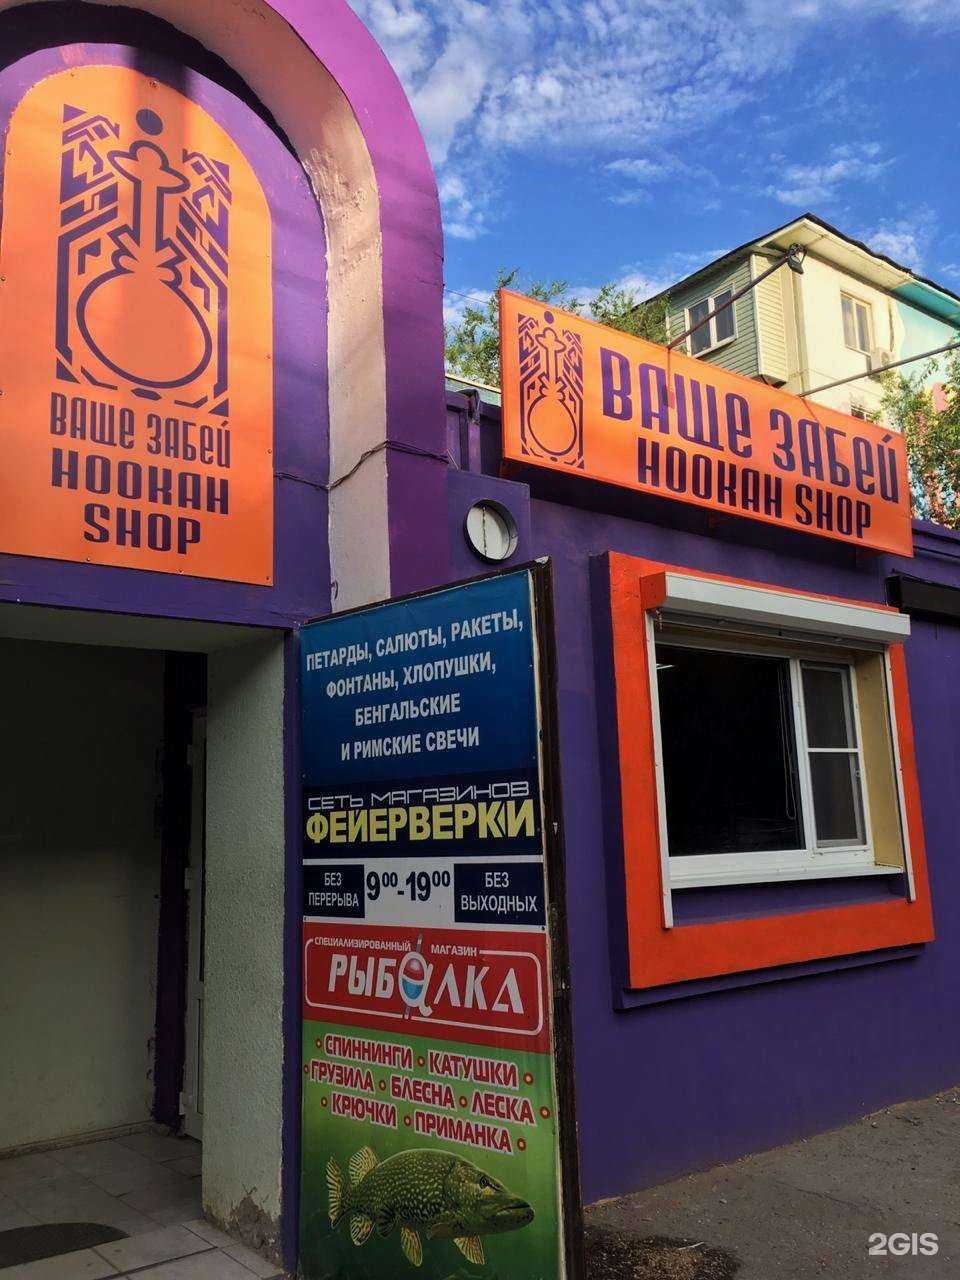 ВАЩЕ ЗАБЕЙ
HOOKAH
SHOP
ВАЩЕ ЗАБЕЙ
HOOKAH SHOP
ПЕТАРДЫ, САЛЮТЫ, РАКЕТЫ,
ФОНТАНЫ, ХЛОПУШКИ,
БЕНГАЛЬСКИЕ
И РИМСКИЕ СВЕЧИ
СЕТЬ МАГАЗИНОВ
ФЕЙЕРВЕРКИ
БЕЗ ПЕРЕРЫВА 9⁰⁰-19⁰⁰ БЕЗ ВЫХОДНЫХ
СПЕЦИАЛИЗИРОВАННЫЙ МАГАЗИН
РЫБАЛКА
• СПИННИНГИ • КАТУШКИ •
• ГРУЗИЛА • БЛЕСНА • ЛЕСКА •
• КРЮЧКИ • ПРИМАНКА •
2GIS